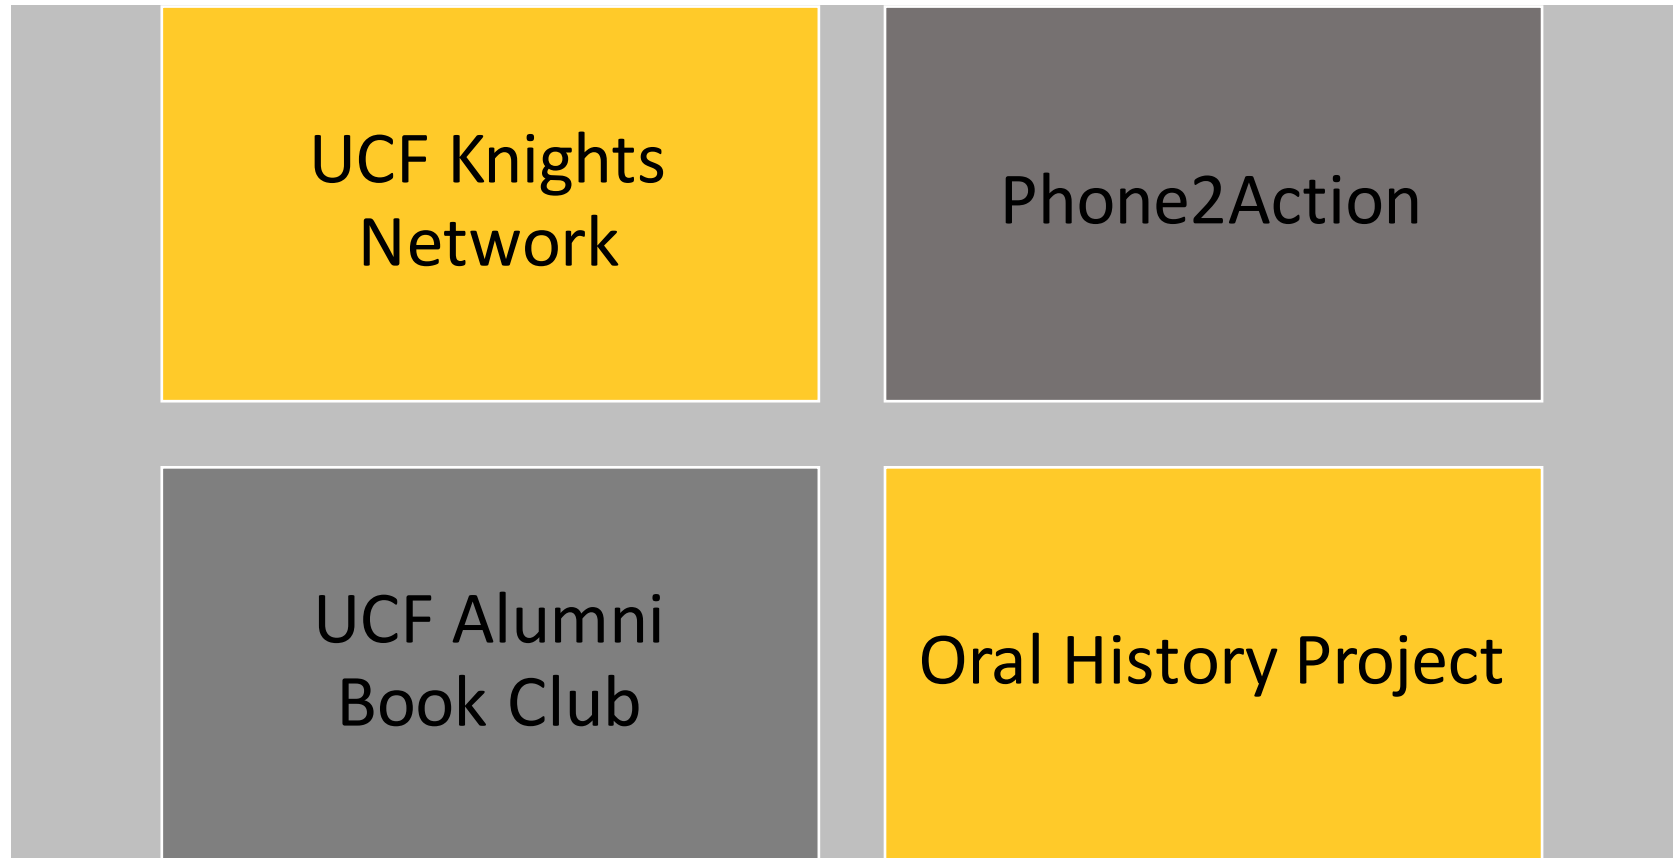 UCF Knights
Network
Phone2Action
UCF Alumni
Book Club
Oral History Project